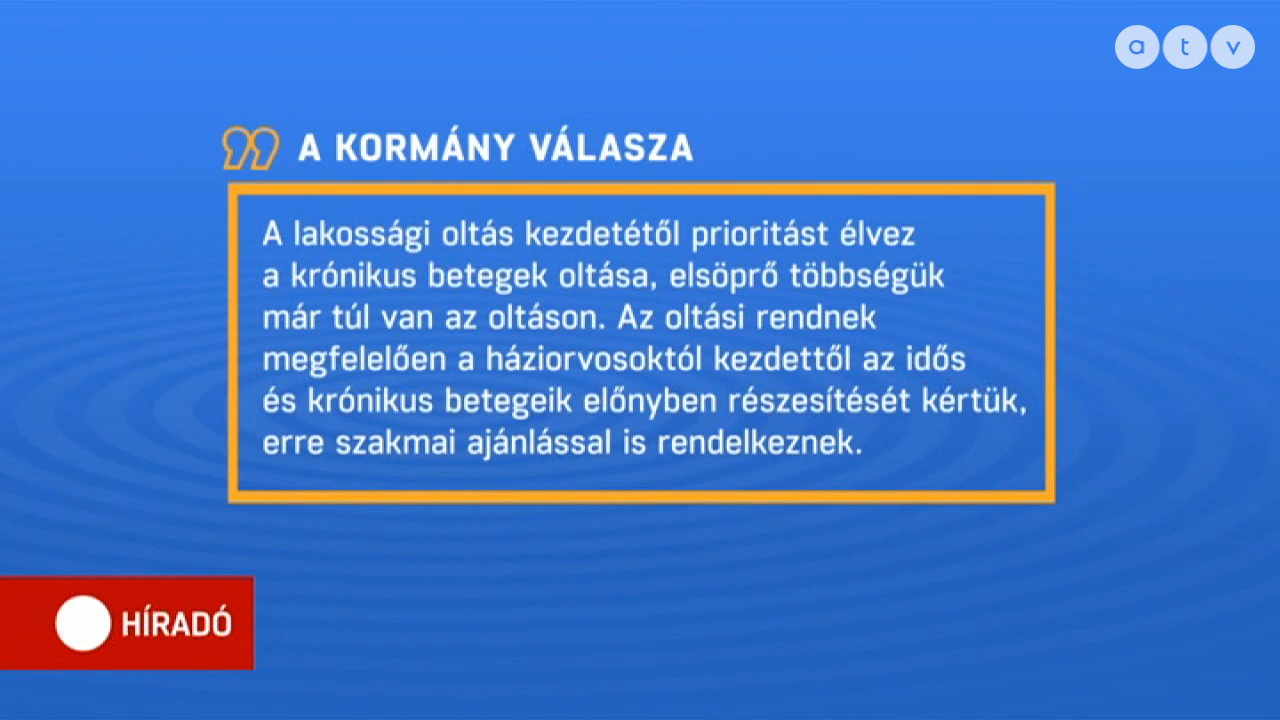 atv
A KORMÁNY VÁLASZA
A lakossági oltás kezdetétől prioritást élvez
a krónikus betegek oltása, elsöprő többségük
már túl van az oltáson. Az oltási rendnek
megfelelően a háziorvosoktól kezdettől az idős
és krónikus betegeik előnyben részesítését kértük,
erre szakmai ajánlással is rendelkeznek.
HÍRADÓ